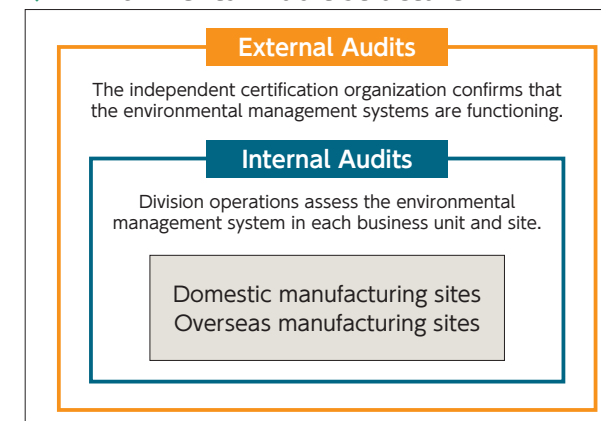 External Audits
The independent certification organization confirms that
the environmental management systems are functioning.
Internal Audits
Division operations assess the environmental
management system in each business unit and site.
Domestic manufacturing sites
Overseas manufacturing sites